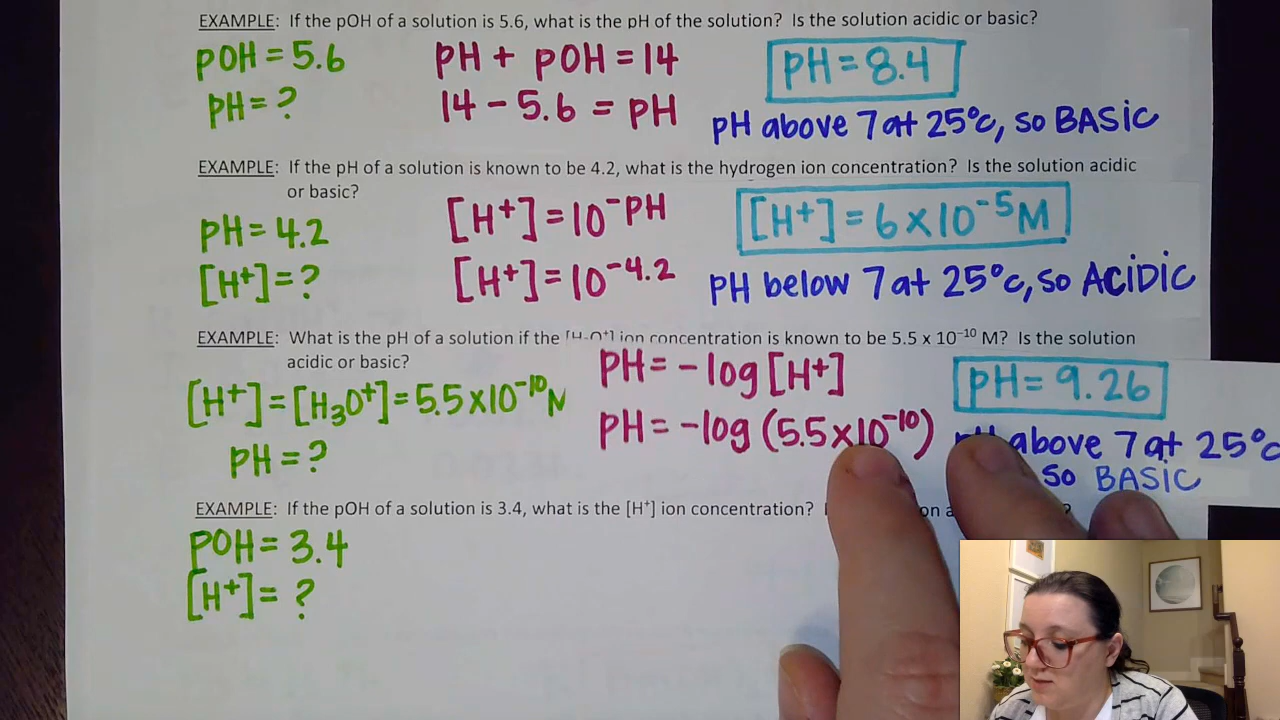 EXAMPLE: If the pOH of a solution is 5.6, what is the pH of the solution? Is the solution acidic or basic?
pOH = 5.6
pH = ?
pH + pOH = 14
14 - 5.6 = pH
pH = 8.4
pH above 7 at 25°C, so BASIC
EXAMPLE: If the pH of a solution is known to be 4.2, what is the hydrogen ion concentration? Is the solution acidic
or basic?
pH = 4.2
[H⁺] = ?
[H⁺] = 10⁻ᵖᴴ
[H⁺] = 10⁻⁴·²
[H⁺] = 6 x 10⁻⁵ M
pH below 7 at 25°C, so ACIDIC
EXAMPLE: What is the pH of a solution if the ion concentration is known to be 5.5 x 10⁻¹⁰ M? Is the solution
acidic or basic?
[H⁺] = [H₃O⁺] = 5.5 x 10⁻¹⁰ M
pH = ?
pH = - log [H⁺]
pH = - log (5.5 x 10⁻¹⁰)
pH = 9.26
above 7 at 25°C
so BASIC
EXAMPLE: If the pOH of a solution is 3.4, what is the [H⁺] ion concentration?
pOH = 3.4
[H⁺] = ?